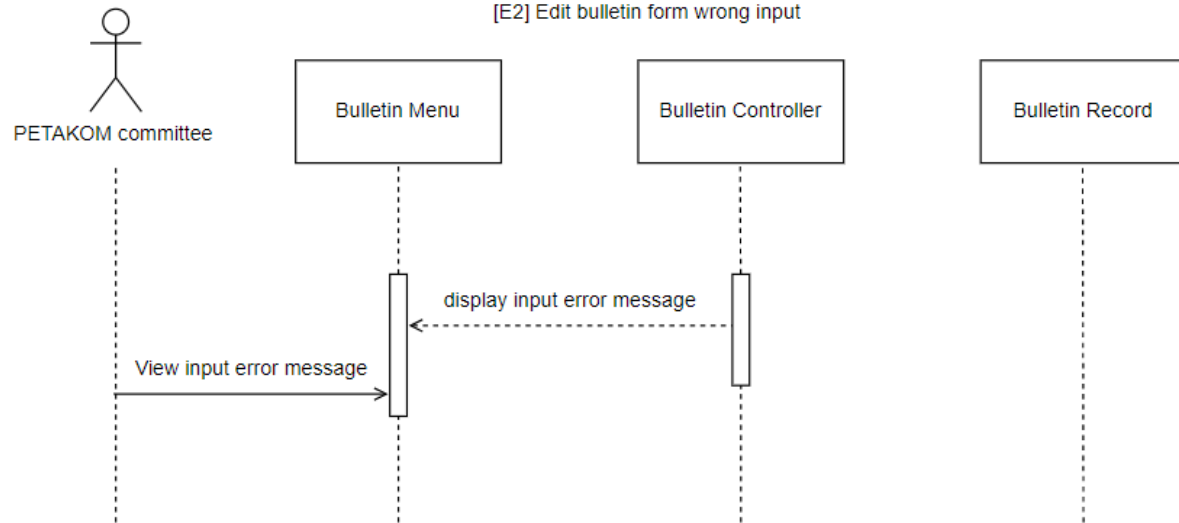 [E2] Edit bulletin form wrong input
PETAKOM committee
Bulletin Menu
Bulletin Controller
Bulletin Record
display input error message
View input error message